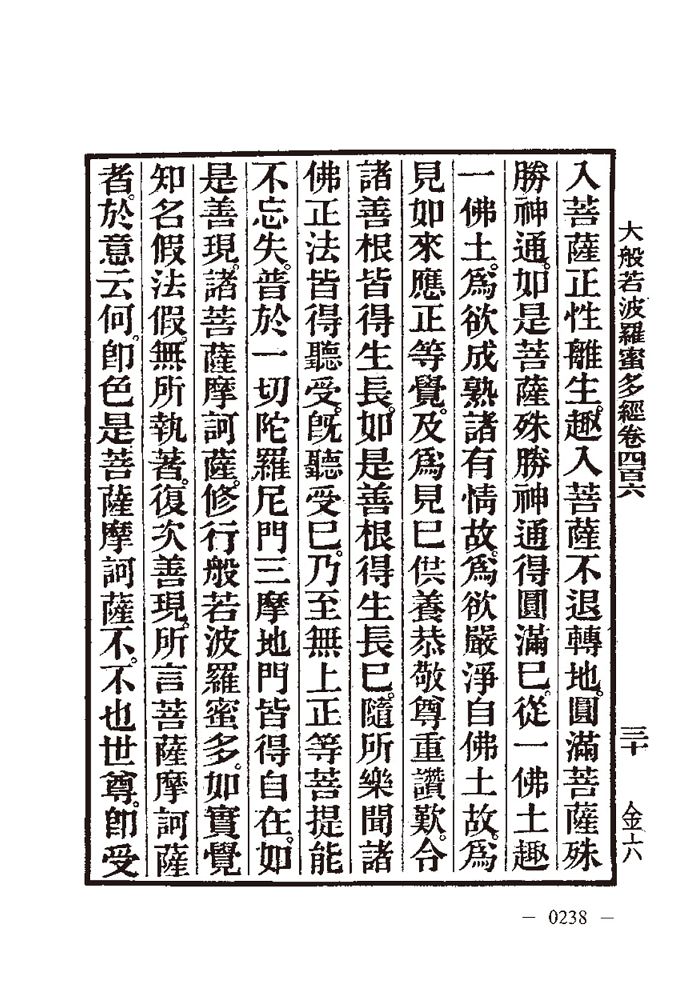 大般若波羅蜜多經卷四百六
三十
金六
入菩薩正性離生。趣入菩薩不退轉地。圓滿菩薩殊
勝神通。如是菩薩殊勝神通得圓滿已。從一佛土趣
一佛土。爲欲成熟諸有情故。爲欲嚴淨自佛土故。爲
見如來應正等覺。及爲見已供養恭敬尊重讚歎。令
諸善根皆得生長。如是善根得生長已。隨所樂聞諸
佛正法皆得聽受。既聽受已。乃至無上正等菩提能
不忘失。普於一切陀羅尼門三摩地門皆得自在。如
是善現。諸菩薩摩訶薩。修行般若波羅蜜多。如實覺
知名假法假。無所執著。復次善現。所言菩薩摩訶薩
者。於意云何。卽色是菩薩摩訶薩不。不也世尊。卽受
— 0238 —